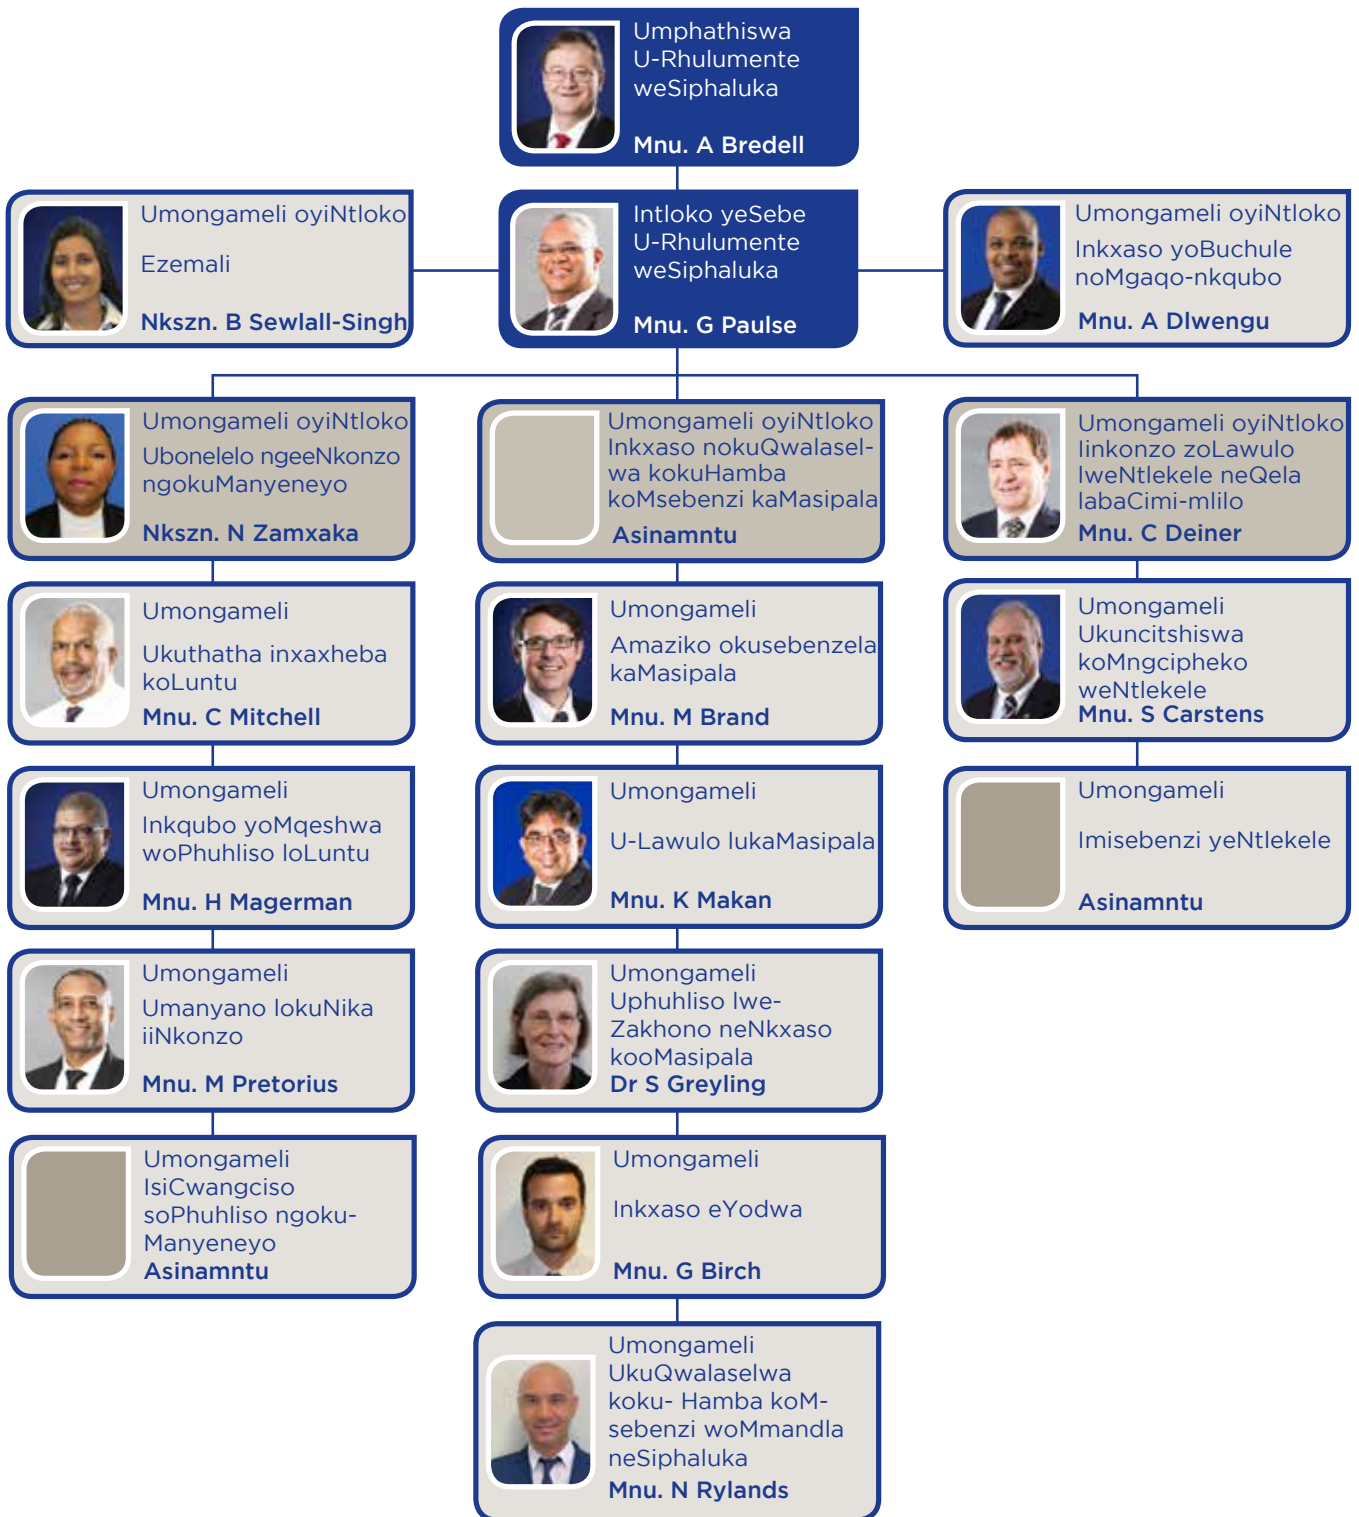 Umphathiswa
U-Rhulumente
weSiphaluka
Mnu. A Bredell
Umongameli oyiNtloko
Ezemali
Nkszn. B Sewlall-Singh
Intloko yeSebe
U-Rhulumente
weSiphaluka
Mnu. G Paulse
Umongameli oyiNtloko
Inkxaso yoBuchule
noMgaqo-nkqubo
Mnu. A Dlwengu
Umongameli oyiNtloko
Ubonelelo ngeeNkonzo
ngokuManyeneyo
Nkszn. N Zamxaka
Umongameli oyiNtloko
Inkxaso nokuQwalasel-
wa kokuHamba
koMsebenzi kaMasipala
Asinamntu
Umongameli oyiNtloko
Iinkonzo zoLawulo
lweNtlekele neQela
labaCimi-mlilo
Mnu. C Deiner
Umongameli
Ukuthatha inxaxheba
koLuntu
Mnu. C Mitchell
Umongameli
Amaziko okusebenzela
kaMasipala
Mnu. M Brand
Umongameli
Ukuncitshiswa
koMngcipheko
weNtlekele
Mnu. S Carstens
Umongameli
Inkqubo yoMqeshwa
woPhuhliso loLuntu
Mnu. H Magerman
Umongameli
U-Lawulo lukaMasipala
Mnu. K Makan
Umongameli
Imisebenzi yeNtlekele
Asinamntu
Umongameli
Umanyano lokuNika
iiNkonzo
Mnu. M Pretorius
Umongameli
Uphuhliso lwe-
Zakhono neNkxaso
kooMasipala
Dr S Greyling
Umongameli
IsiCwangciso
soPhuhliso ngoku-
Manyeneyo
Asinamntu
Umongameli
Inkxaso eYodwa
Mnu. G Birch
Umongameli
UkuQwalaselwa
koku- Hamba koM-
sebenzi woMmandla
neSiphaluka
Mnu. N Rylands